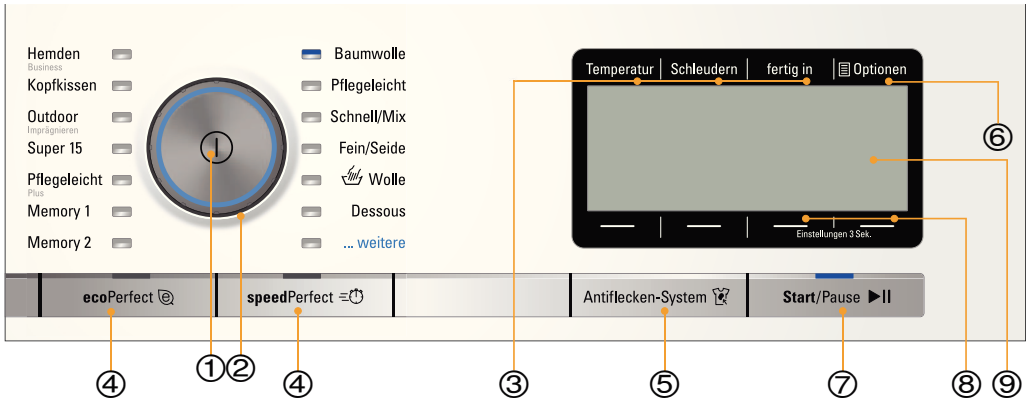 Hemden
Business
Kopfkissen
Outdoor
Imprägnieren
Super 15
Pflegeleicht
Plus
Memory 1
Memory 2
Baumwolle
Pflegeleicht
Schnell/Mix
Fein/Seide
Wolle
Dessous
... weitere
Temperatur
Schleudern
fertig in
Optionen
Einstellungen 3 Sek.
ecoPerfect
speedPerfect
Antiflecken-System
Start/Pause
①
②
③
④
④
⑤
⑥
⑦
⑧
⑨